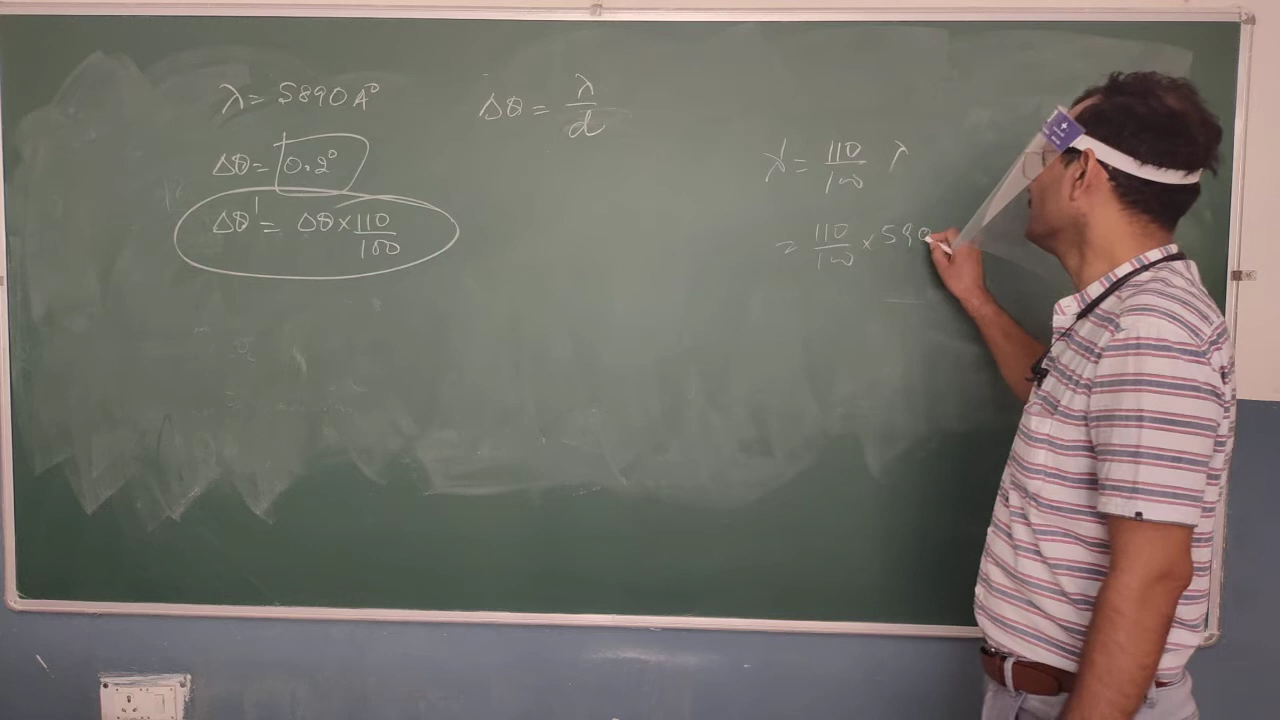 λ = 5890 A°
Δθ = λ/d
Δθ = 0.2°
Δθ' = Δθ × 110/100
λ' = 110/100 λ
= 110/100 × 590